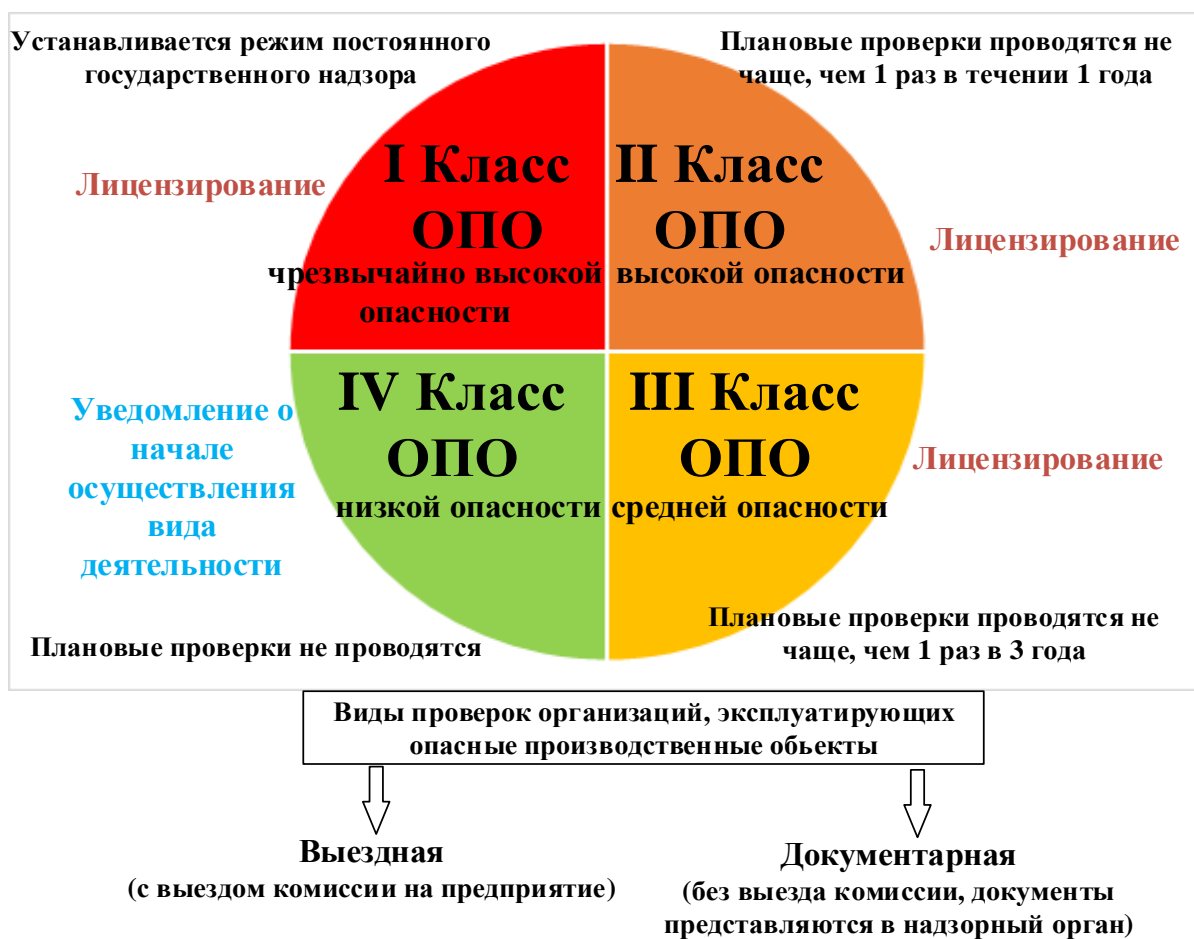 Устанавливается режим постоянного
государственного надзора
Плановые проверки проводятся не
чаще, чем 1 раз в течении 1 года
Лицензирование
I Класс
ОПО
чрезвычайно высокой
опасности
II Класс
ОПО
высокой опасности
Лицензирование
Уведомление о
начале
осуществления
вида
деятельности
IV Класс
ОПО
низкой опасности
III Класс
ОПО
средней опасности
Лицензирование
Плановые проверки не проводятся
Плановые проверки проводятся не
чаще, чем 1 раз в 3 года
Виды проверок организаций, эксплуатирующих
опасные производственные обьекты
Выездная
(с выездом комиссии на предприятие)
Документарная
(без выезда комиссии, документы
представляются в надзорный орган)